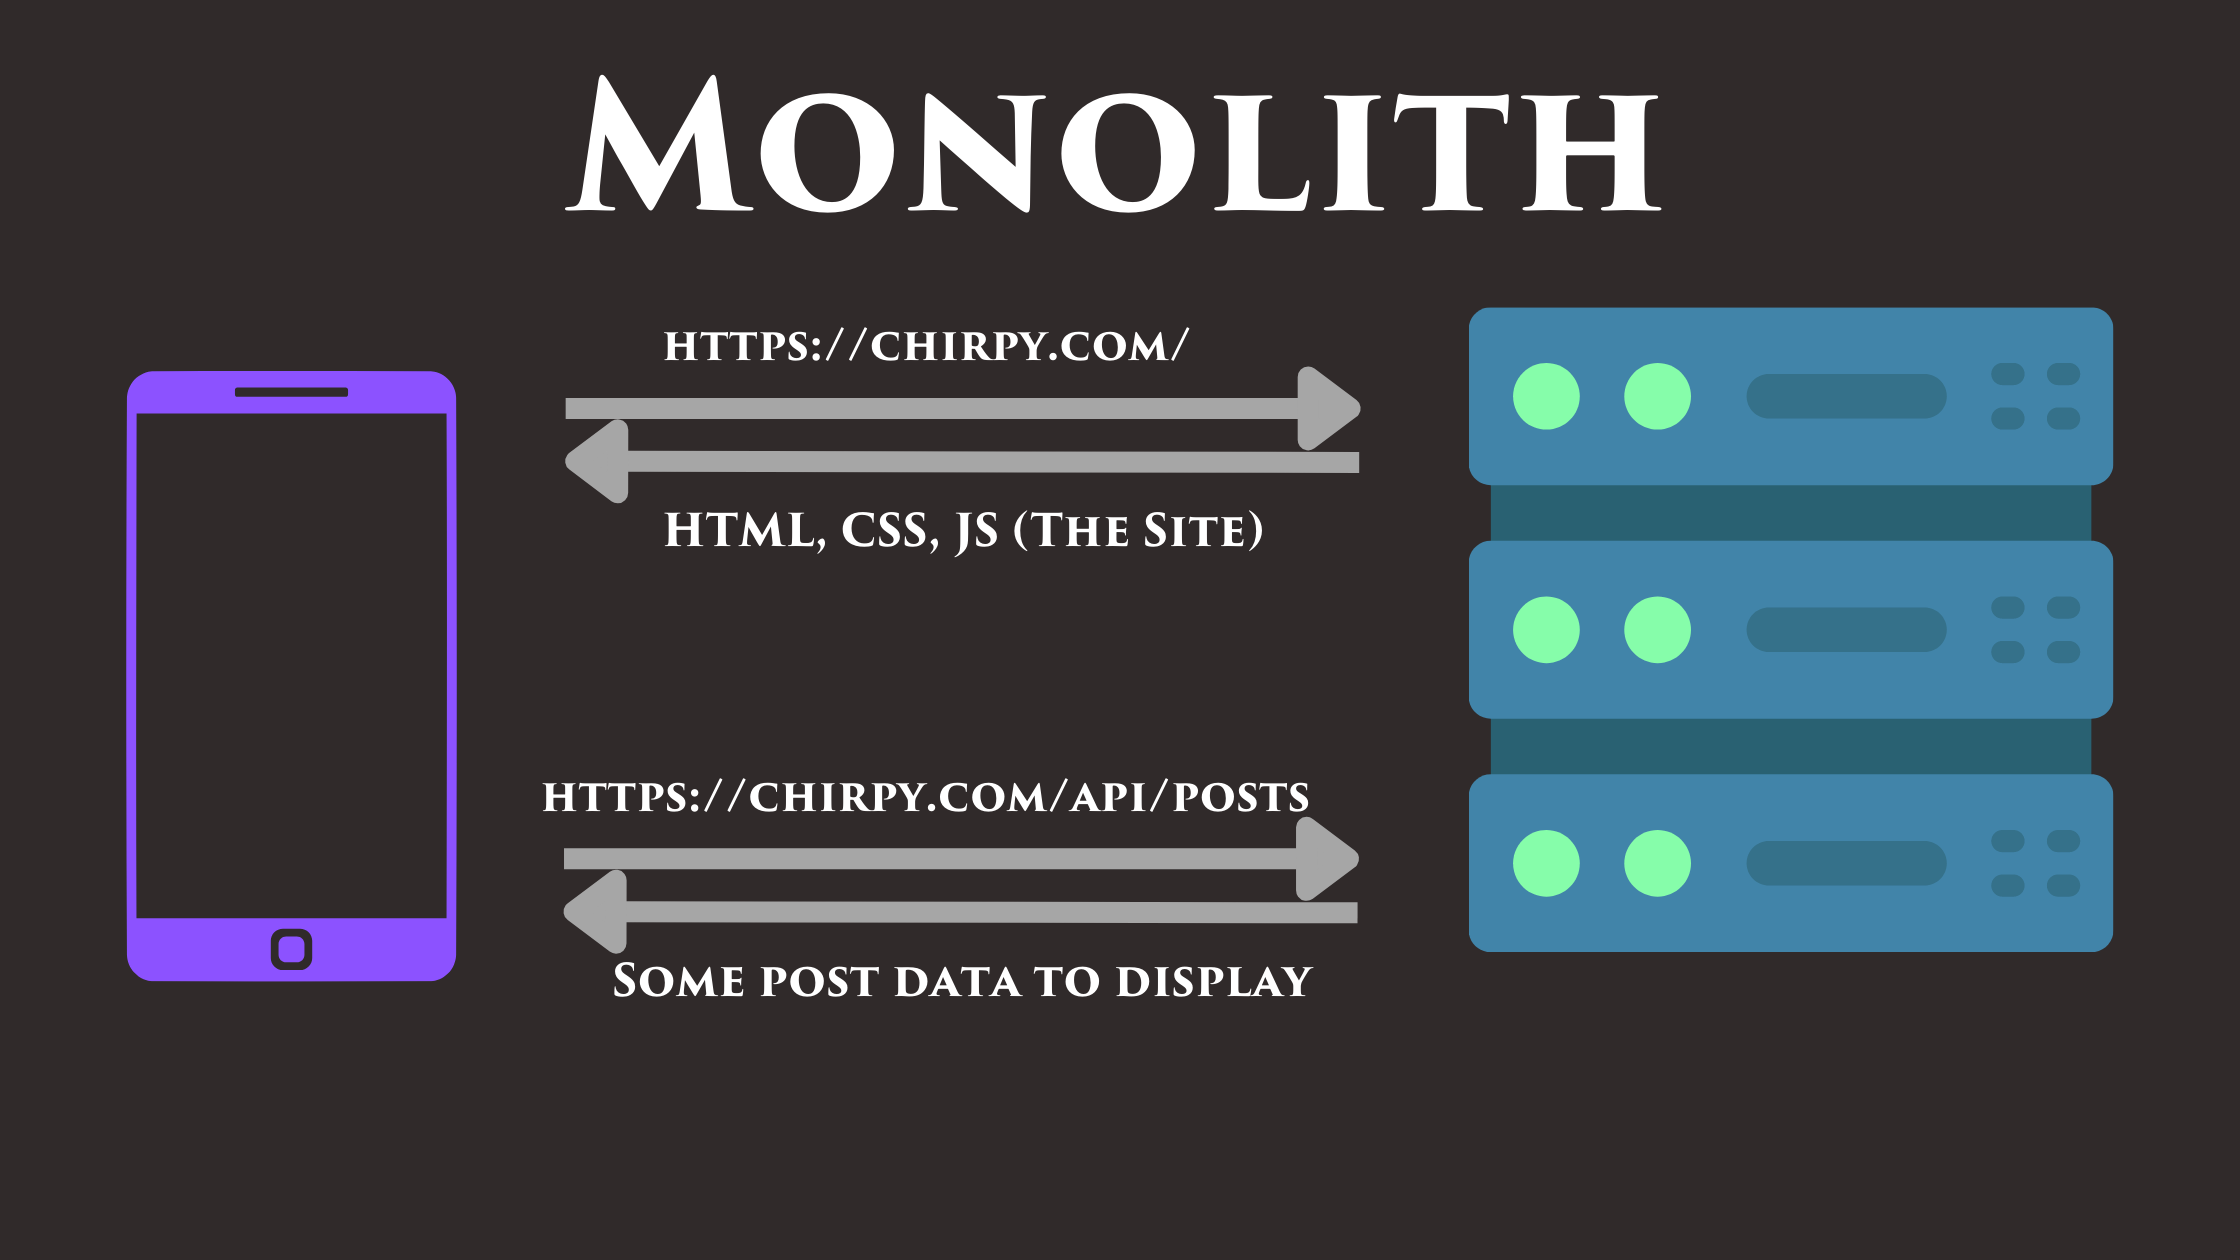 Monolith
https://chirpy.com/
HTML, CSS, JS (The Site)
https://chirpy.com/api/posts
Some post data to display